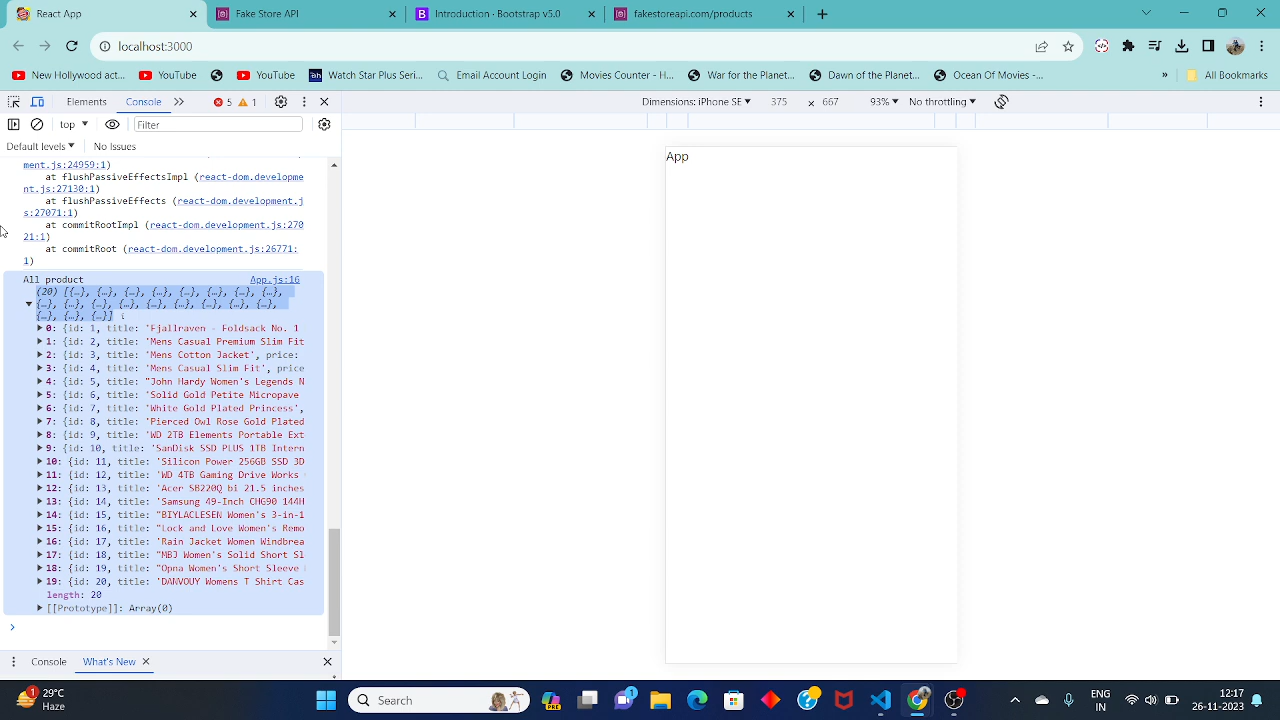 React App
Fake Store API
Introduction · Bootstrap v5.0
fakestoreapi.com/products
localhost:3000
New Hollywood act...
YouTube
YouTube
Watch Star Plus Seri...
Email Account Login
Movies Counter - H...
War for the Planet...
Dawn of the Planet...
Ocean Of Movies -...
»
All Bookmarks
Elements
Console
5
1
Dimensions: iPhone SE
375
×
667
93%
No throttling
top
Filter
Default levels
No Issues
ment.js:24959:1)
at flushPassiveEffectsImpl (react-dom.developme
nt.js:27130:1)
at flushPassiveEffects (react-dom.development.j
s:27071:1)
at commitRootImpl (react-dom.development.js:270
21:1)
at commitRoot (react-dom.development.js:26771:
1)
All product
App.js:16
(20) [{…}, {…}, {…}, {…}, {…}, {…}, {…}, {…},
{…}, {…}, {…}, {…}, {…}, {…}, {…}, {…}, {…},
{…}, {…}, {…}]
0: {id: 1, title: 'Fjallraven - Foldsack No. 1
1: {id: 2, title: 'Mens Casual Premium Slim Fit
2: {id: 3, title: 'Mens Cotton Jacket', price:
3: {id: 4, title: 'Mens Casual Slim Fit', price
4: {id: 5, title: "John Hardy Women's Legends N
5: {id: 6, title: 'Solid Gold Petite Micropave
6: {id: 7, title: 'White Gold Plated Princess',
7: {id: 8, title: 'Pierced Owl Rose Gold Plated
8: {id: 9, title: 'WD 2TB Elements Portable Ext
9: {id: 10, title: 'SanDisk SSD PLUS 1TB Intern
10: {id: 11, title: 'Silicon Power 256GB SSD 3D
11: {id: 12, title: 'WD 4TB Gaming Drive Works
12: {id: 13, title: 'Acer SB220Q bi 21.5 inches
13: {id: 14, title: 'Samsung 49-Inch CHG90 144H
14: {id: 15, title: "BIYLACLESEN Women's 3-in-1
15: {id: 16, title: "Lock and Love Women's Remo
16: {id: 17, title: 'Rain Jacket Women Windbrea
17: {id: 18, title: "MBJ Women's Solid Short Sl
18: {id: 19, title: "Opna Women's Short Sleeve
19: {id: 20, title: 'DANVOUY Womens T Shirt Cas
length: 20
[[Prototype]]: Array(0)
App
Console
What's New
1
29°C
Haze
Search
1
ENG
IN
12:17
26-11-2023